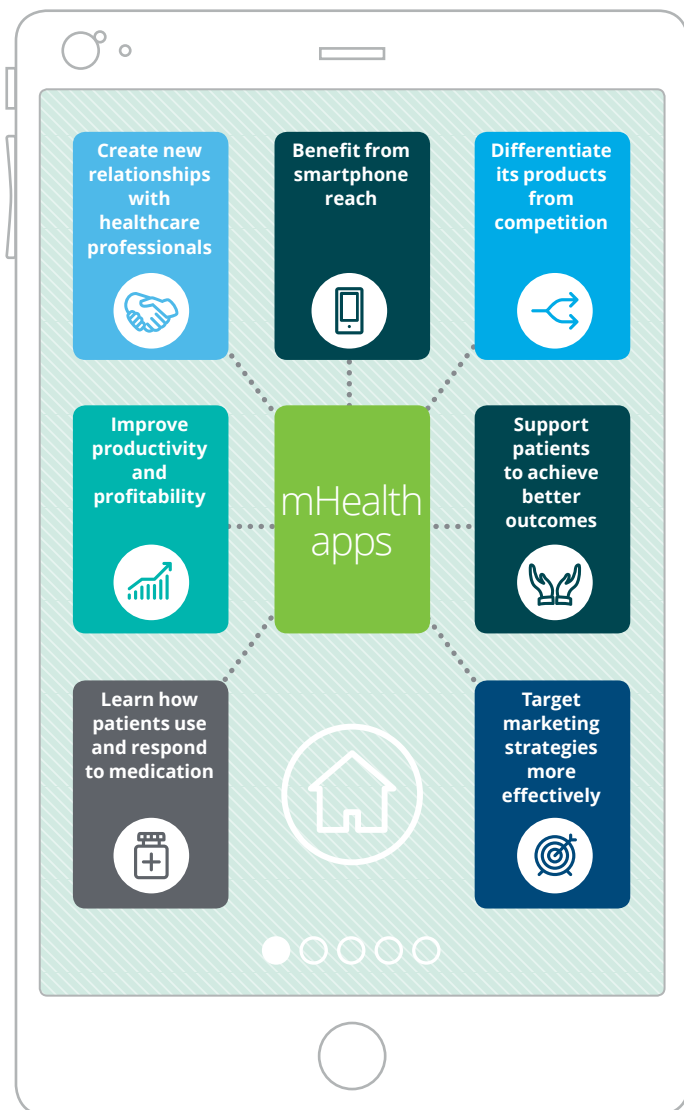 Create new
relationships
with
healthcare
professionals
Benefit from
smartphone
reach
Differentiate
its products
from
competition
Improve
productivity
and
profitability
mHealth
apps
Support
patients
to achieve
better
outcomes
Learn how
patients use
and respond
to medication
Target
marketing
strategies
more
effectively